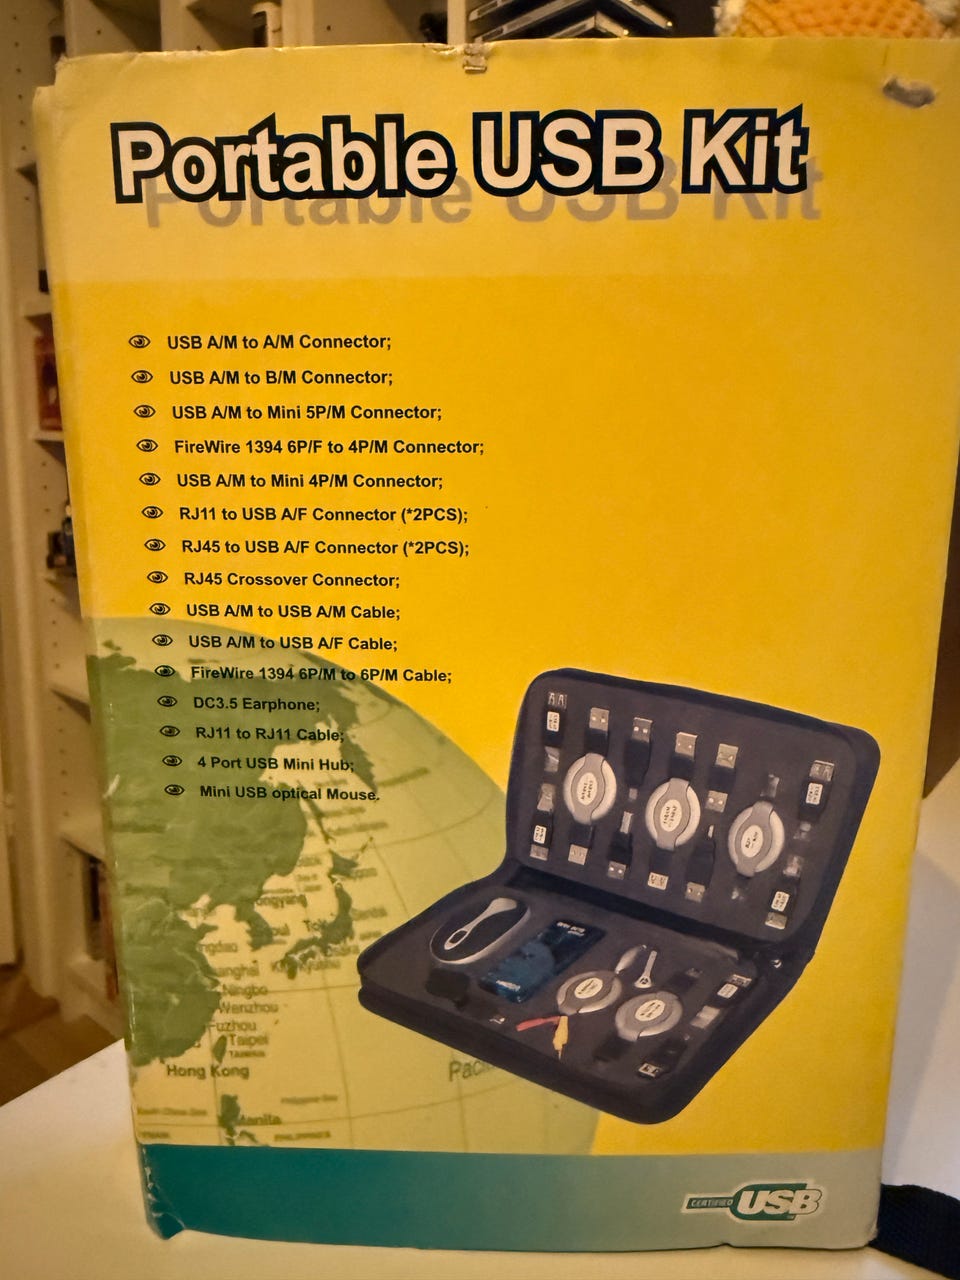 Portable USB Kit
USB A/M to A/M Connector;
USB A/M to B/M Connector;
USB A/M to Mini 5P/M Connector;
FireWire 1394 6P/F to 4P/M Connector;
USB A/M to Mini 4P/M Connector;
RJ11 to USB A/F Connector (*2PCS);
RJ45 to USB A/F Connector (*2PCS);
RJ45 Crossover Connector;
USB A/M to USB A/M Cable;
USB A/M to USB A/F Cable;
FireWire 1394 6P/M to 6P/M Cable;
DC3.5 Earphone;
RJ11 to RJ11 Cable;
4 Port USB Mini Hub;
Mini USB optical Mouse.
Ningbo
Wenzhou
Fuzhou
Taipei
Hong Kong
CERTIFIED USB